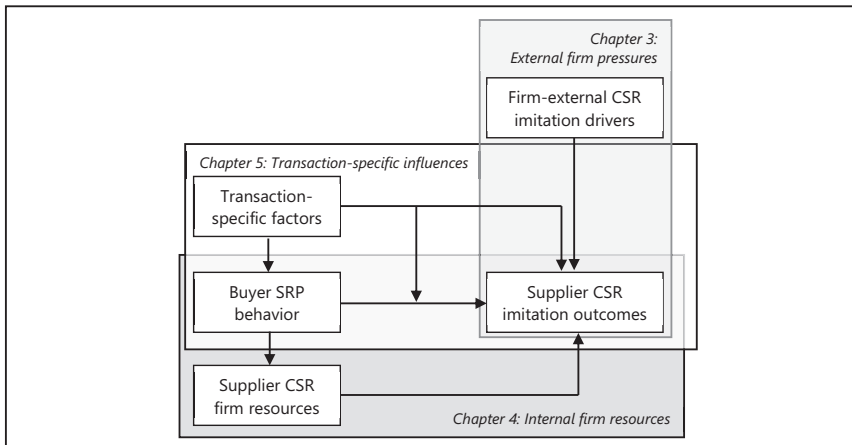 Chapter 3:
External firm pressures
Firm-external CSR
imitation drivers
Chapter 5: Transaction-specific influences
Transaction-
specific factors
Buyer SRP
behavior
Supplier CSR
imitation outcomes
Supplier CSR
firm resources
Chapter 4: Internal firm resources